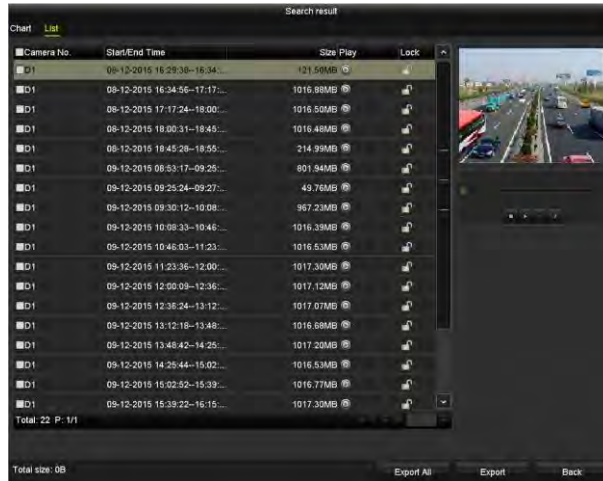 Search result
Chart List
Camera No. Start/End Time Size Play Lock
D1 08-12-2015 16:29:38--16:34:... 121.50MB
D1 08-12-2015 16:34:56--17:17:... 1016.88MB
D1 08-12-2015 17:17:24--18:00:... 1016.50MB
D1 08-12-2015 18:00:31--18:45:... 1016.48MB
D1 08-12-2015 18:45:28--18:55:... 214.99MB
D1 09-12-2015 08:53:17--09:25:... 801.94MB
D1 09-12-2015 09:25:24--09:27:... 49.76MB
D1 09-12-2015 09:30:12--10:08:... 967.23MB
D1 09-12-2015 10:08:33--10:46:... 1016.39MB
D1 09-12-2015 10:46:03--11:23:... 1016.53MB
D1 09-12-2015 11:23:36--12:00:... 1017.30MB
D1 09-12-2015 12:00:09--12:36:... 1017.12MB
D1 09-12-2015 12:36:24--13:12:... 1017.07MB
D1 09-12-2015 13:12:18--13:48:... 1016.68MB
D1 09-12-2015 13:48:42--14:25:... 1017.20MB
D1 09-12-2015 14:25:44--15:02:... 1016.53MB
D1 09-12-2015 15:02:52--15:39:... 1016.77MB
D1 09-12-2015 15:39:22--16:15:... 1017.30MB
Total: 22 P: 1/1
Total size: 0B
Export All Export Back